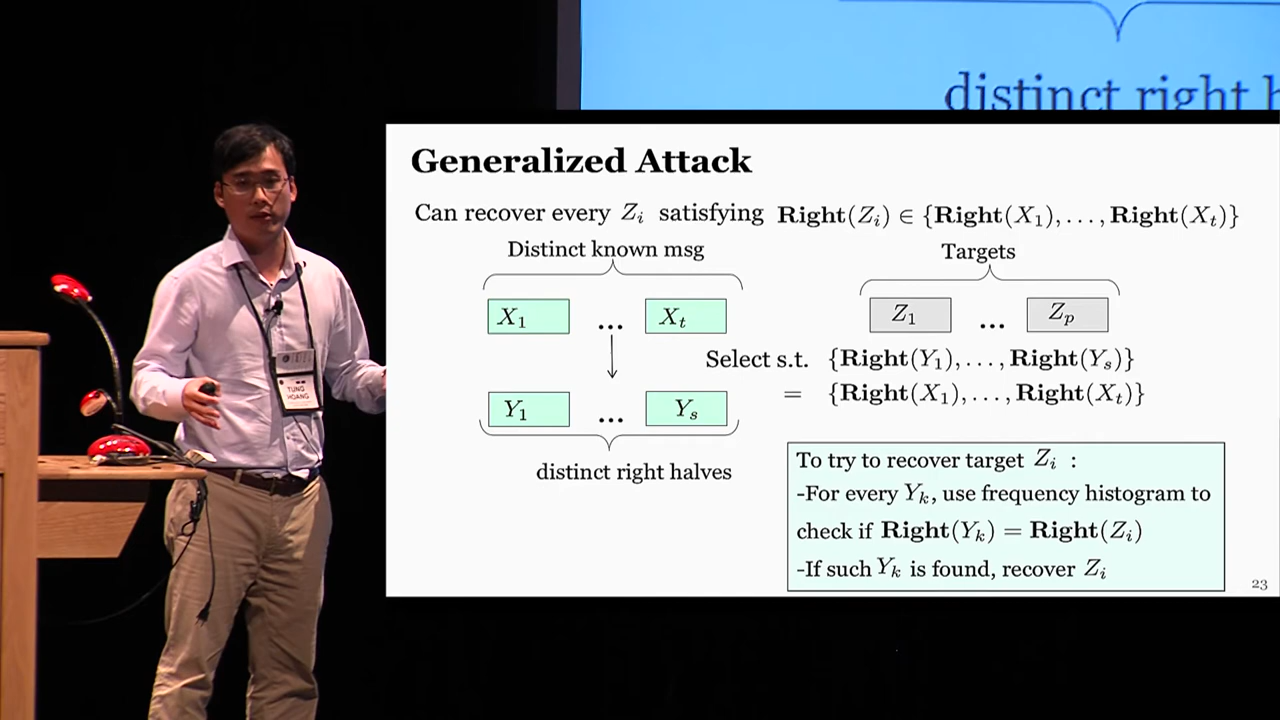 distinct right h
Generalized Attack
Can recover every Z_i satisfying Right(Z_i) ∈ {Right(X_1), . . . , Right(X_t)}
Distinct known msg
Targets
X_1 ... X_t
Z_1 ... Z_p
Select s.t. {Right(Y_1), . . . , Right(Y_s)}
= {Right(X_1), . . . , Right(X_t)}
Y_1 ... Y_s
distinct right halves
To try to recover target Z_i :
-For every Y_k, use frequency histogram to
check if Right(Y_k) = Right(Z_i)
-If such Y_k is found, recover Z_i
23
TUNG
HOANG